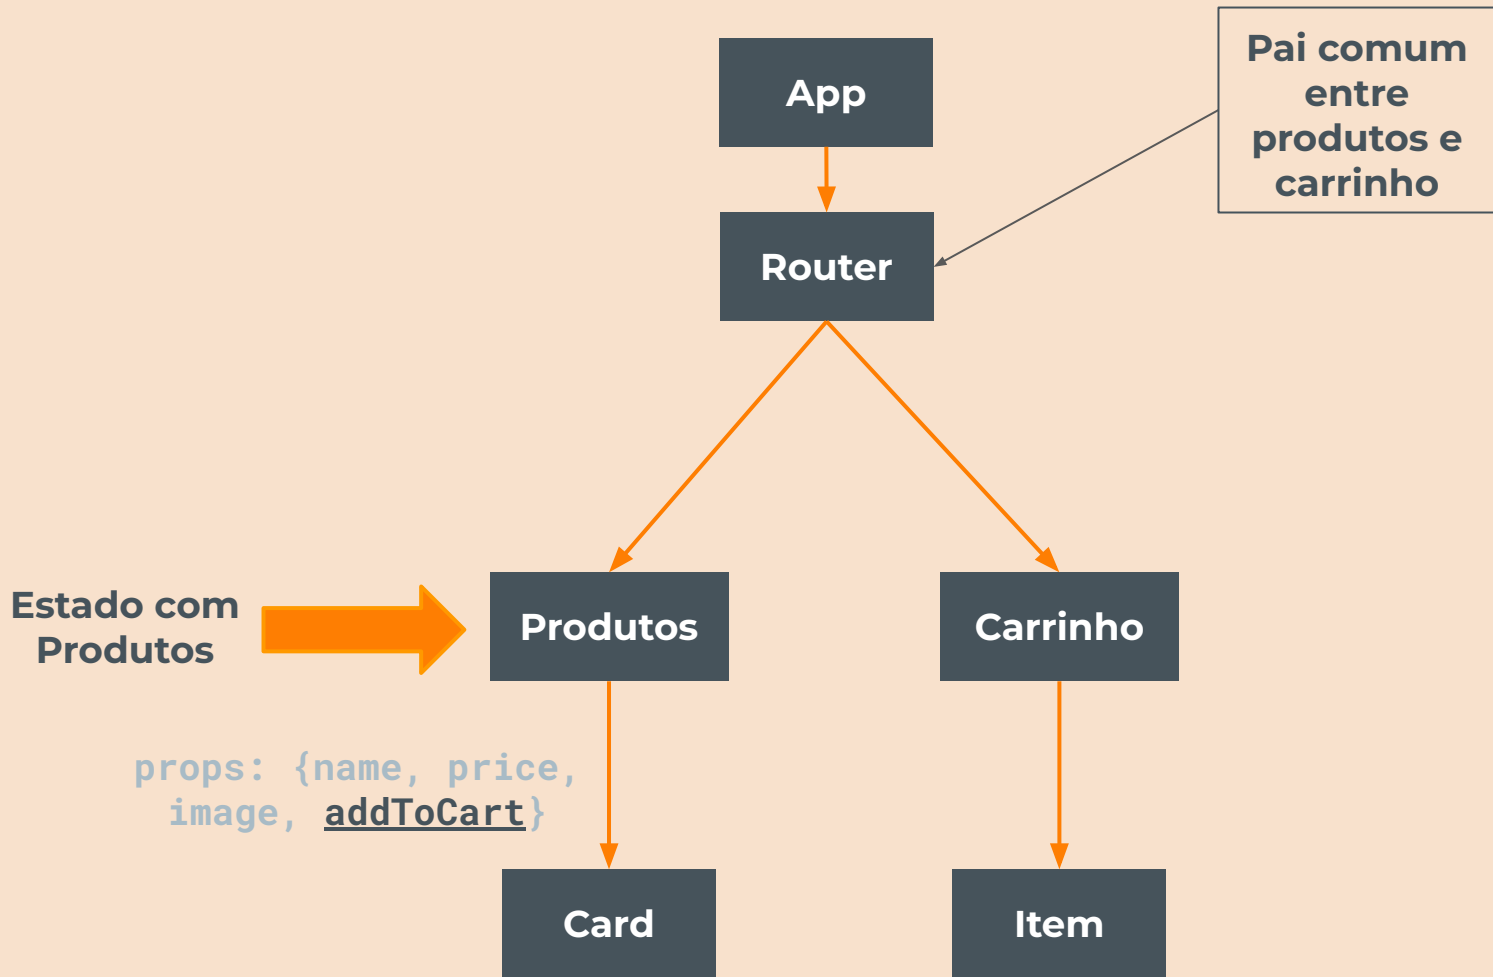 App
Pai comum
entre
produtos e
carrinho
Router
Estado com
Produtos
Produtos
Carrinho
props: {name, price,
image, addToCart}
Card
Item